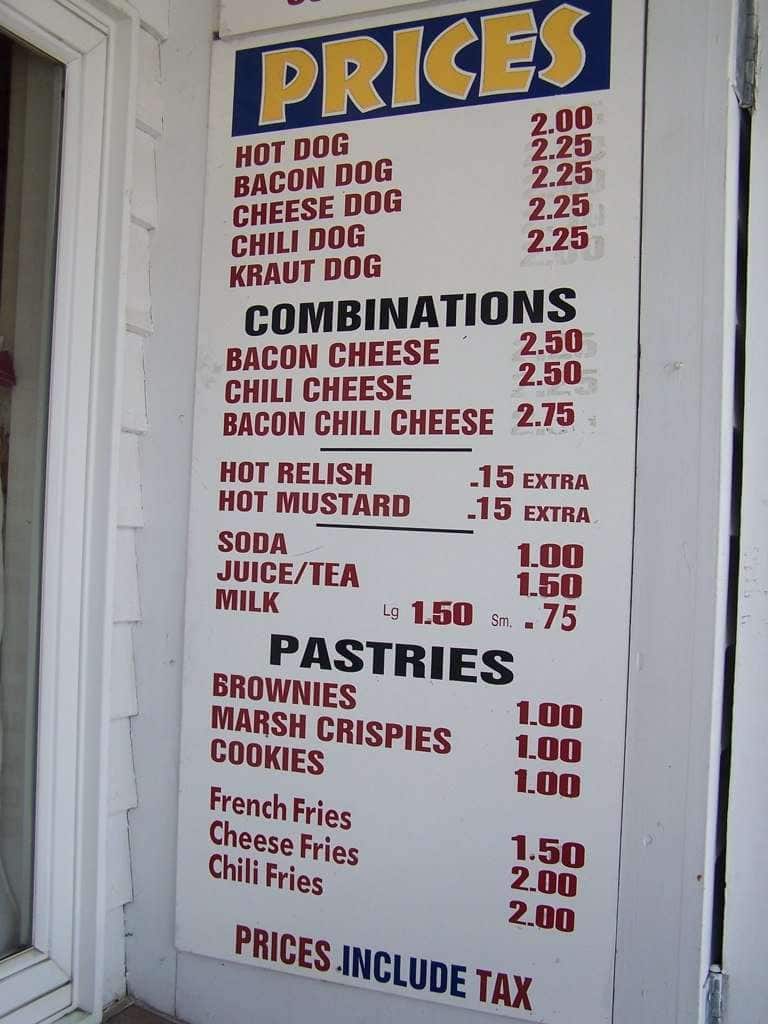 PRICES
HOT DOG 2.00
BACON DOG 2.25
CHEESE DOG 2.25
CHILI DOG 2.25
KRAUT DOG 2.25
COMBINATIONS
BACON CHEESE 2.50
CHILI CHEESE 2.50
BACON CHILI CHEESE 2.75
HOT RELISH .15 EXTRA
HOT MUSTARD .15 EXTRA
SODA 1.00
JUICE/TEA 1.50
MILK Lg 1.50 Sm. .75
PASTRIES
BROWNIES 1.00
MARSH CRISPIES 1.00
COOKIES 1.00
French Fries 1.50
Cheese Fries 2.00
Chili Fries 2.00
PRICES INCLUDE TAX